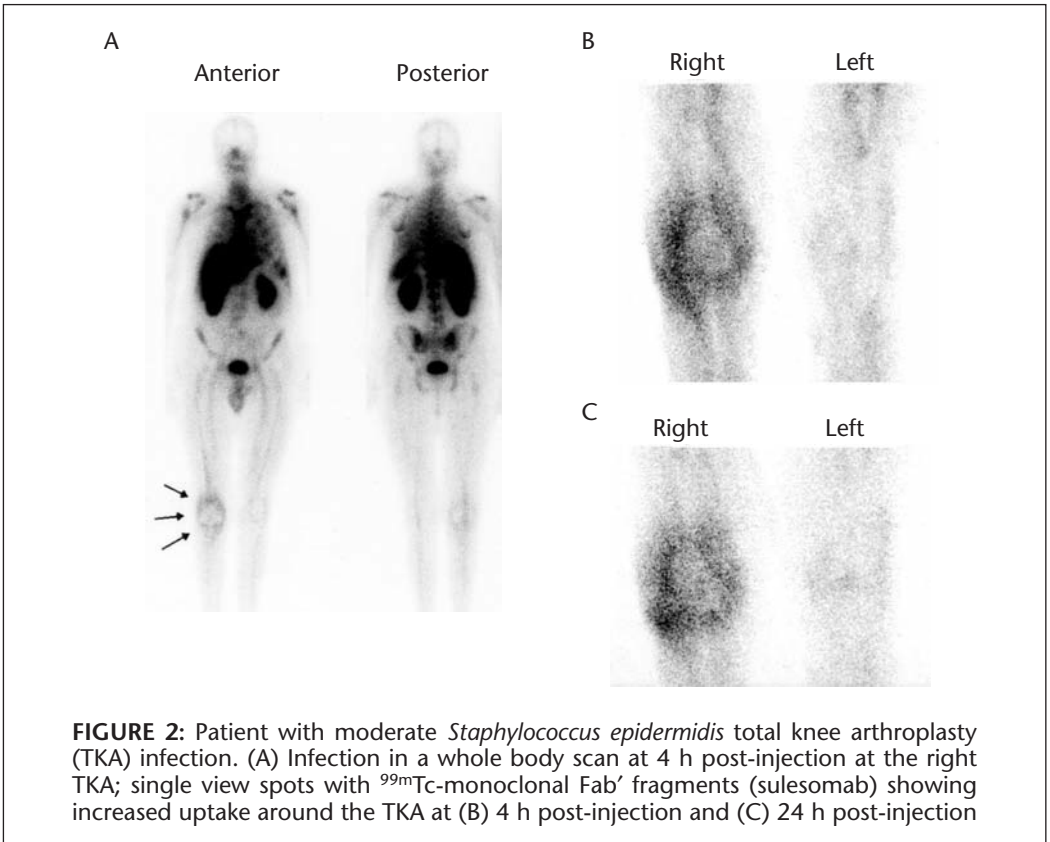 A
Anterior
Posterior
B
Right
Left
C
Right
Left
FIGURE 2: Patient with moderate Staphylococcus epidermidis total knee arthroplasty
(TKA) infection. (A) Infection in a whole body scan at 4 h post-injection at the right
TKA; single view spots with ⁹⁹ᵐTc-monoclonal Fab′ fragments (sulesomab) showing
increased uptake around the TKA at (B) 4 h post-injection and (C) 24 h post-injection